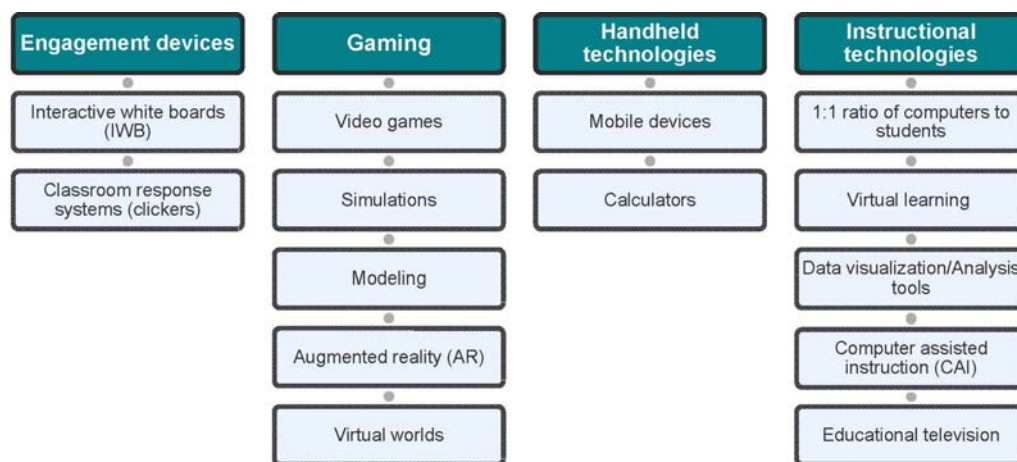 Engagement devices
Interactive white boards
(IWB)
Classroom response
systems (clickers)
Gaming
Video games
Simulations
Modeling
Augmented reality (AR)
Virtual worlds
Handheld
technologies
Mobile devices
Calculators
Instructional
technologies
1:1 ratio of computers to
students
Virtual learning
Data visualization/Analysis
tools
Computer assisted
instruction (CAI)
Educational television